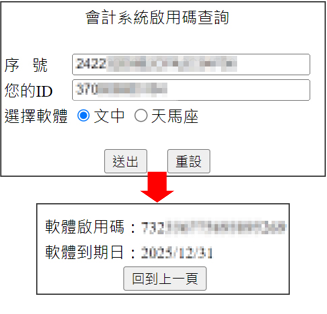 會計系統啟用碼查詢
序 號 2422
您的ID 370
選擇軟體 文中 天馬座
送出 重設
軟體啟用碼：732
軟體到期日：2025/12/31
回到上一頁